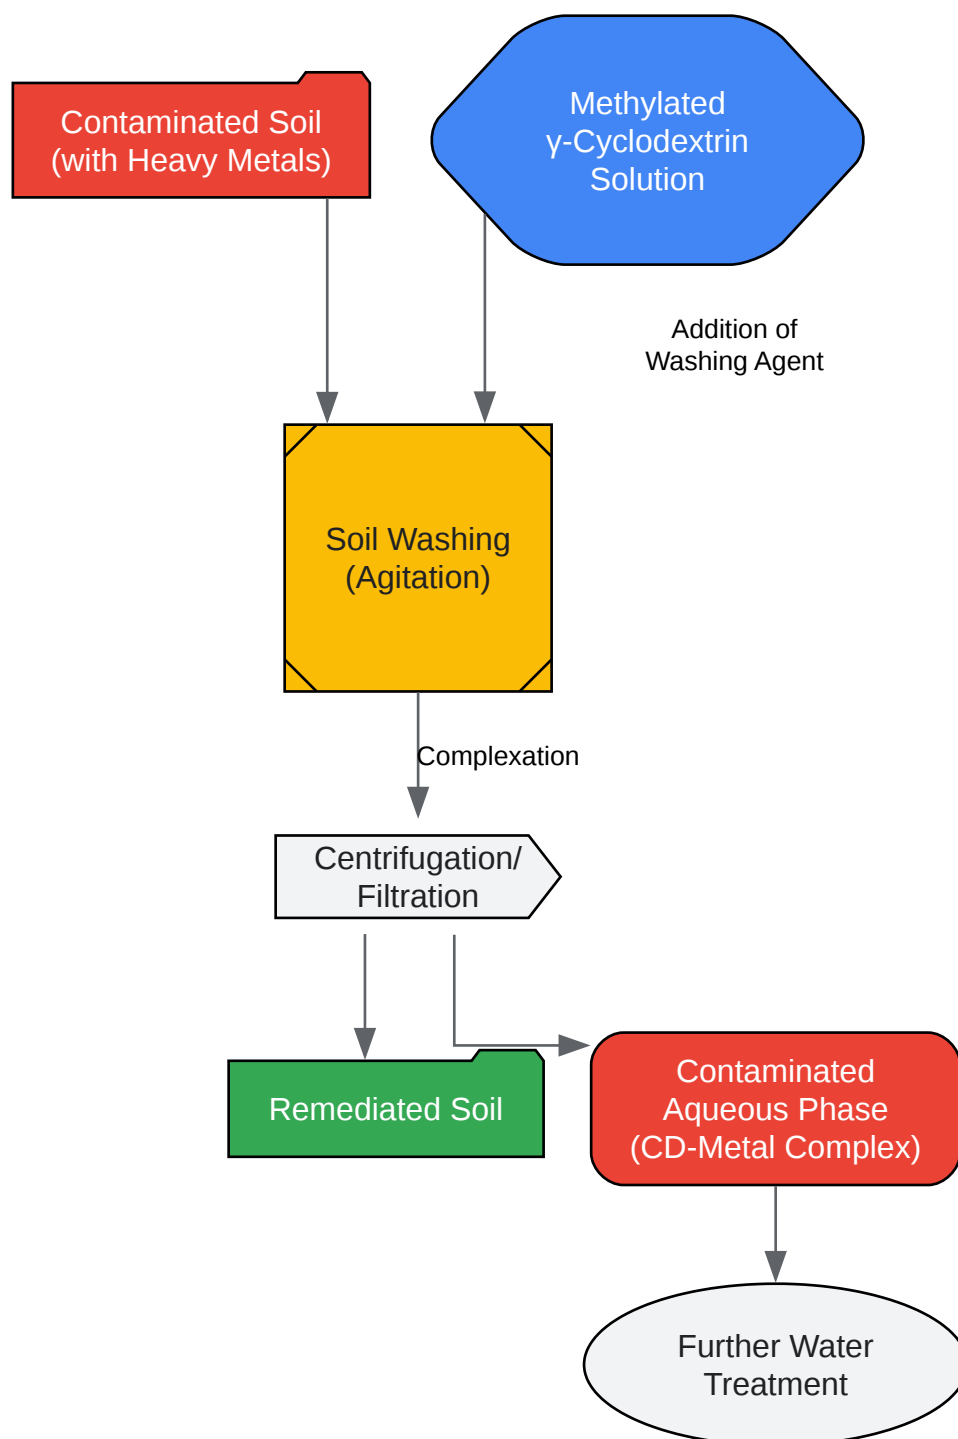 Contaminated Soil
(with Heavy Metals)
Methylated
γ-Cyclodextrin
Solution
Addition of
Washing Agent
Soil Washing
(Agitation)
Complexation
Centrifugation/
Filtration
Remediated Soil
Contaminated
Aqueous Phase
(CD-Metal Complex)
Further Water
Treatment